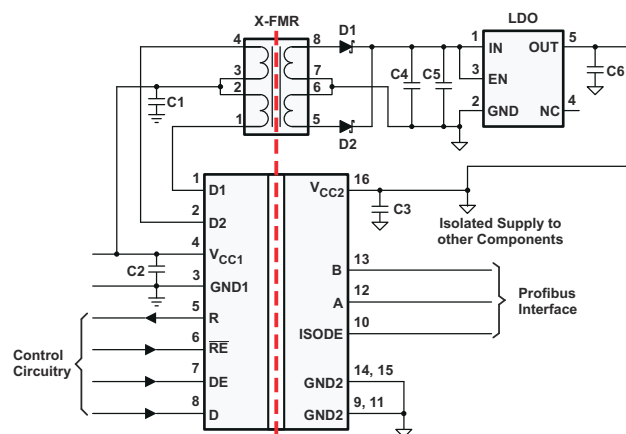 X-FMR
D1
LDO
4
8
1
IN
OUT
5
3
7
C4
C5
3
EN
C6
C1
2
6
2
GND
NC
4
1
5
D2
1
D1
16
VCC2
2
D2
C3
Isolated Supply to
other Components
4
VCC1
C2
3
GND1
B
13
A
12
Profibus
Interface
5
R
ISODE
10
Control
Circuitry
6
RE
7
DE
GND2
14, 15
8
D
GND2
9, 11